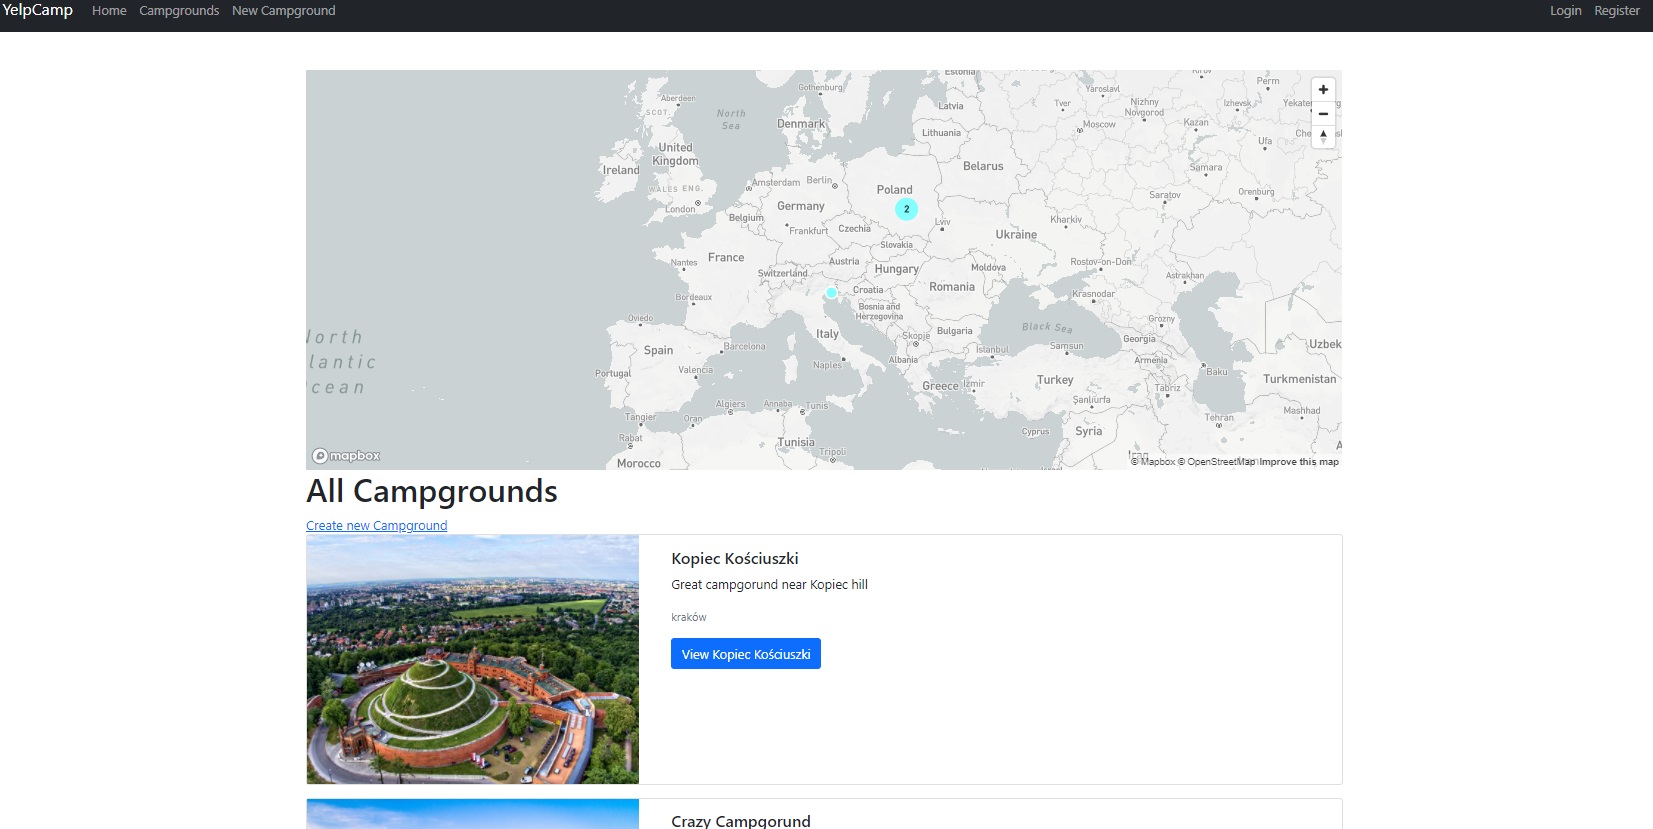 YelpCamp Home Campgrounds New Campground Login Register
Estonia Perm
Gothenburg Yaroslavl
Aberdeen Latvia Tver Nizhny Novgorod Izhevsk
SCOT. North Sea Denmark Moscow Kazan
Lithuania Ufa
United Kingdom
Ireland Belarus Samara
Amsterdam Berlin Poland Orenburg
WALES ENG. Saratov
London Germany 2
Belgium Lviv Kharkiv
Frankfurt Czechia Ukraine
Slovakia
France Austria Rostov-on-Don
Nantes Switzerland Hungary Moldova Astrakhan
Croatia Romania Krasnodar
Bordeaux Bosnia and Herzegovina
Oviedo Grozny
North Atlantic Ocean Italy Skopje Bulgaria Black Sea
Spain Barcelona Istanbul Samsun Georgia Uzbek
Portugal Valencia Naples Albania Armenia Baku
Greece Izmir Turkey Tabriz Turkmenistan
Algiers Annaba Tunis Şanlıurfa Mashhad
Tangier Oran Tehran
Rabat Tunisia Cyprus Syria
Tripoli
Morocco
mapbox © Mapbox © OpenStreetMap Improve this map
All Campgrounds
Create new Campground
Kopiec Kościuszki
Great campgorund near Kopiec hill
kraków
View Kopiec Kościuszki
Crazy Campgorund